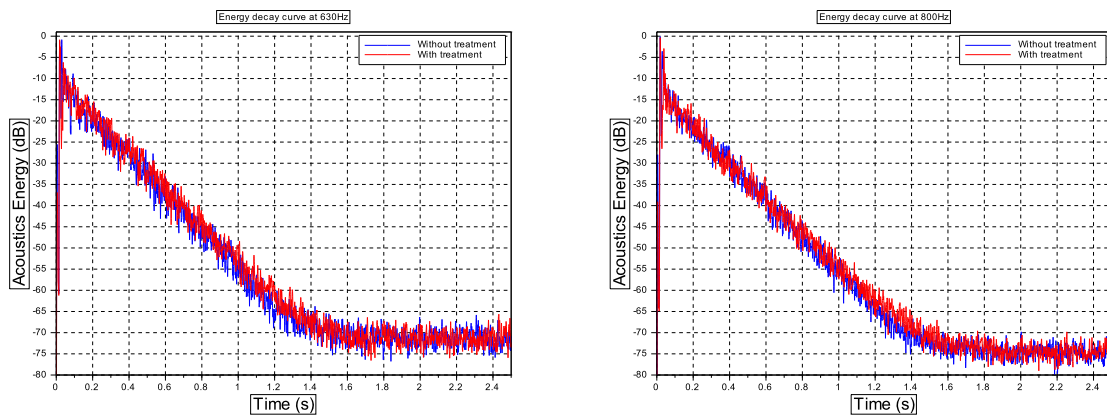 Energy decay curve at 630Hz
Without treatment
With treatment
0
-5
-10
-15
-20
-25
-30
-35
-40
-45
-50
-55
-60
-65
-70
-75
-80
Acoustics Energy (dB)
0 0.2 0.4 0.6 0.8 1 1.2 1.4 1.6 1.8 2 2.2 2.4
Time (s)
Energy decay curve at 800Hz
Without treatment
With treatment
0
-5
-10
-15
-20
-25
-30
-35
-40
-45
-50
-55
-60
-65
-70
-75
-80
Acoustics Energy (dB)
0 0.2 0.4 0.6 0.8 1 1.2 1.4 1.6 1.8 2 2.2 2.4
Time (s)